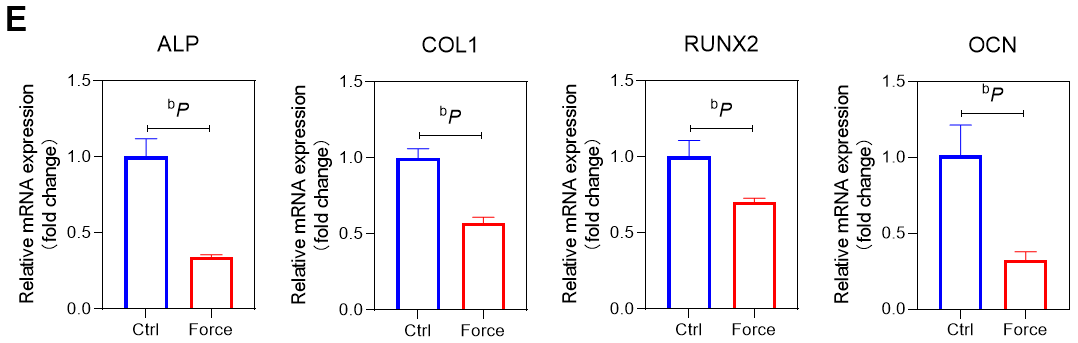 E
ALP
Relative mRNA expression
(fold change)
1.5
1.0
0.5
0.0
bP
Ctrl
Force
COL1
Relative mRNA expression
(fold change)
1.5
1.0
0.5
0.0
bP
Ctrl
Force
RUNX2
Relative mRNA expression
(fold change)
1.5
1.0
0.5
0.0
bP
Ctrl
Force
OCN
Relative mRNA expression
(fold change)
1.5
1.0
0.5
0.0
bP
Ctrl
Force